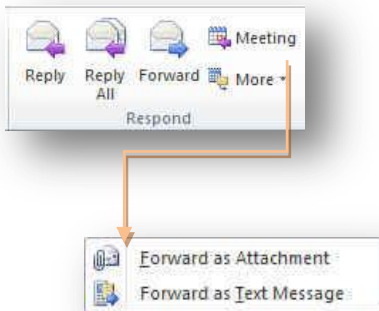 Meeting
Reply Reply All Forward More
Respond
Forward as Attachment
Forward as Text Message